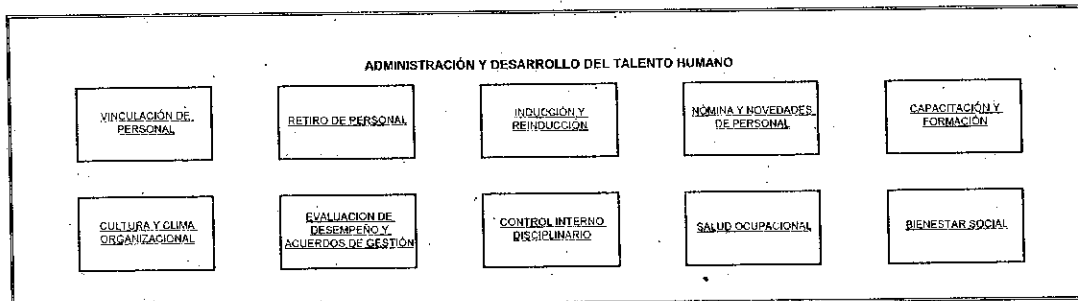 ADMINISTRACIÓN Y DESARROLLO DEL TALENTO HUMANO
VINCULACIÓN DE
PERSONAL
RETIRO DE PERSONAL
INDUCCIÓN Y
REINDUCCIÓN
NÓMINA Y NOVEDADES
DE PERSONAL
CAPACITACIÓN Y
FORMACIÓN
CULTURA Y CLIMA
ORGANIZACIONAL
EVALUACION DE
DESEMPEÑO Y
ACUERDOS DE GESTIÓN
CONTROL INTERNO
DISCIPLINARIO
SALUD OCUPACIONAL
BIENESTAR SOCIAL